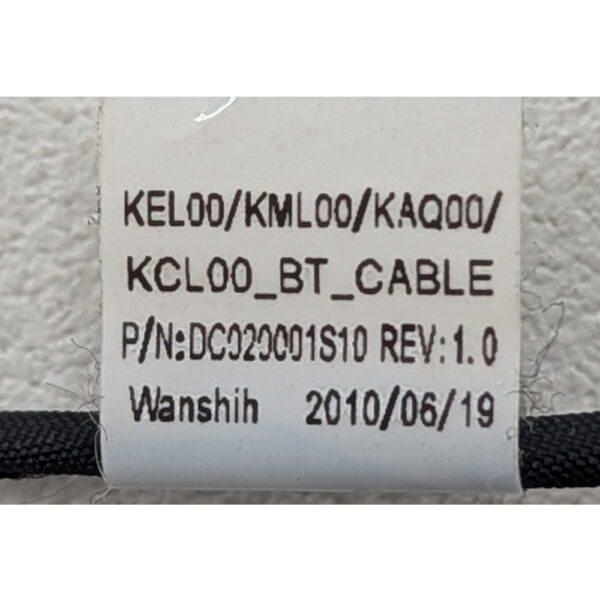 KEL00/KML00/KAQ00/
KCL00_BT_CABLE
P/N:DC020001S10 REV:1.0
Wanshih 2010/06/19